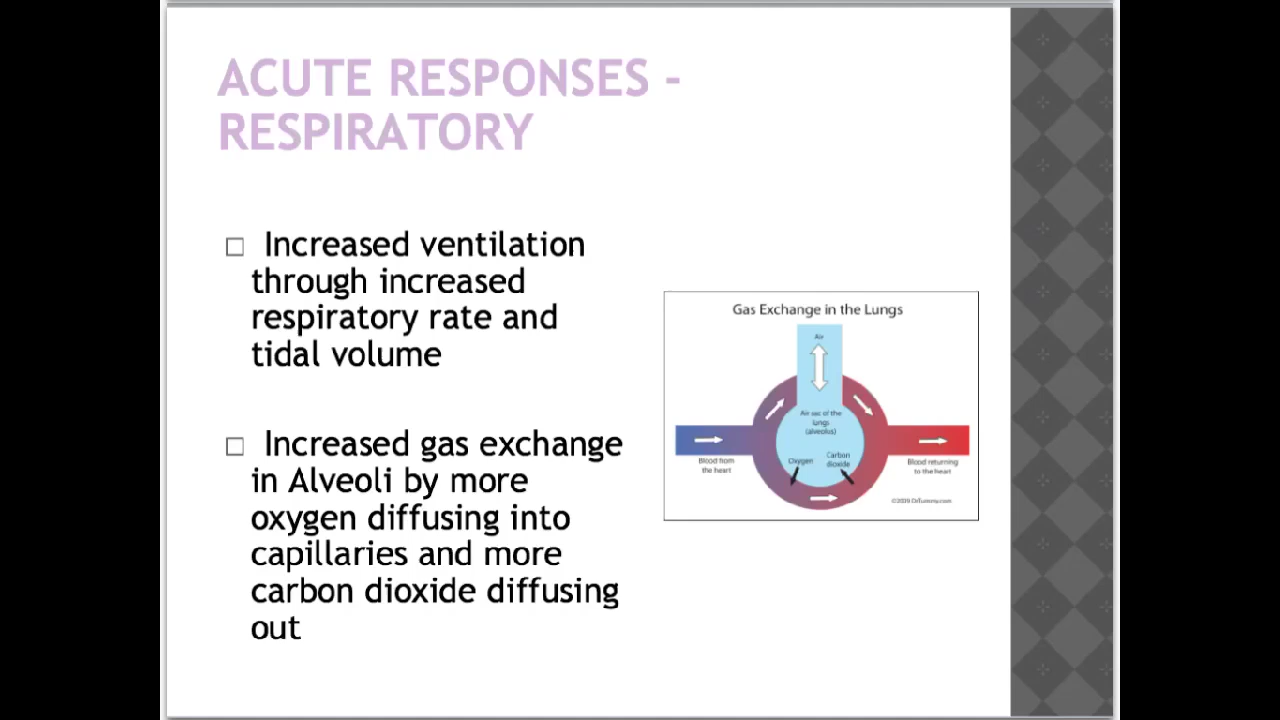 ACUTE RESPONSES -
RESPIRATORY
Increased ventilation
through increased
respiratory rate and
tidal volume
Increased gas exchange
in Alveoli by more
oxygen diffusing into
capillaries and more
carbon dioxide diffusing
out
Gas Exchange in the Lungs
Air
Air sac of the
lungs
(alveolus)
Oxygen
Carbon
dioxide
Blood from
the heart
Blood returning
to the heart